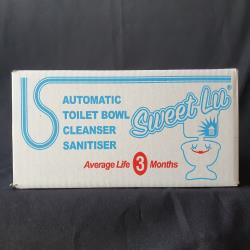 AUTOMATIC
TOILET BOWL
CLEANSER
SANITISER
Sweet Lu®
Average Life 3 Months